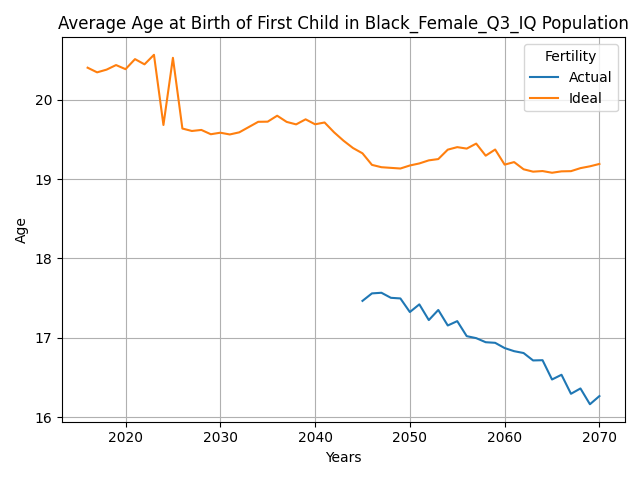 Average Age at Birth of First Child in Black_Female_Q3_IQ Population
Fertility
Actual
Ideal
Age
20
19
18
17
16
2020
2030
2040
2050
2060
2070
Years